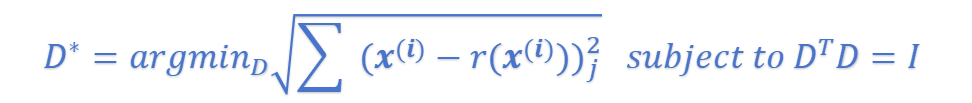 D* = argmin_D √∑ (x^(i) − r(x^(i)))_j^2 subject to D^T D = I